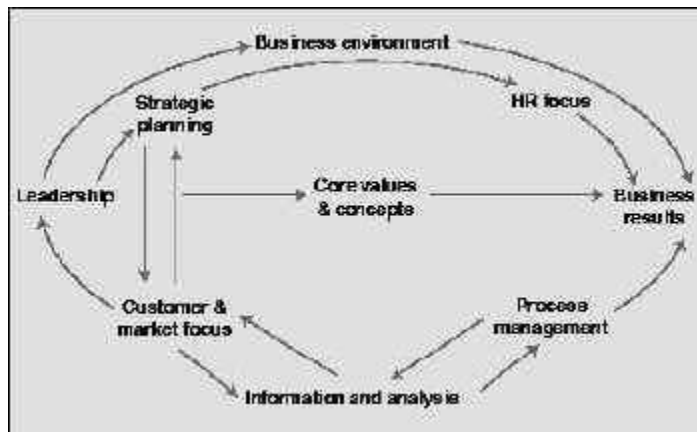 Business environment
Strategic
planning
HR focus
Leadership
Core values
& concepts
Business
results
Customer &
market focus
Process
management
Information and analysis